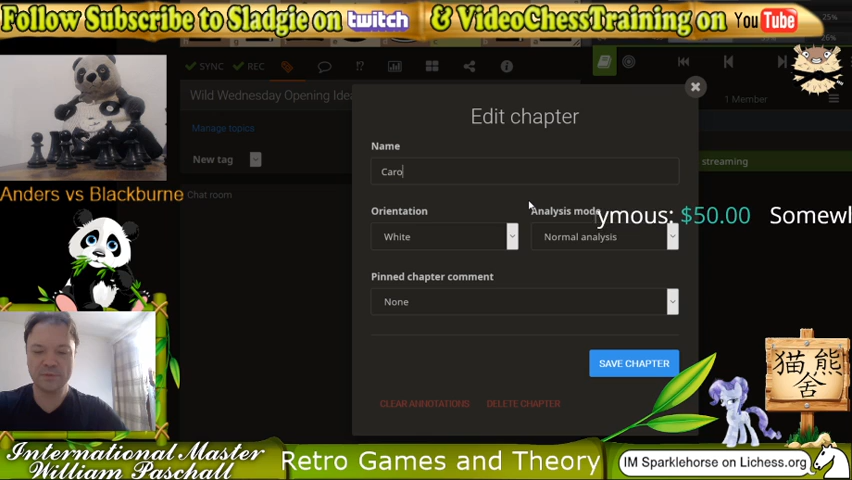 Follow Subscribe to Sladgie on twitch & VideoChessTraining on YouTube
25%
SYNC REC
Wild Wednesday Opening Idea
Manage topics
New tag
Chat room
1 Member
streaming
Edit chapter
Name
Caro
Orientation Analysis mode
White Normal analysis
ymous: $50.00 Somewl
Pinned chapter comment
None
SAVE CHAPTER
CLEAR ANNOTATIONS DELETE CHAPTER
Anders vs Blackburne
猫熊
舍
International Master
William Paschall
Retro Games and Theory
IM Sparklehorse on Lichess.org